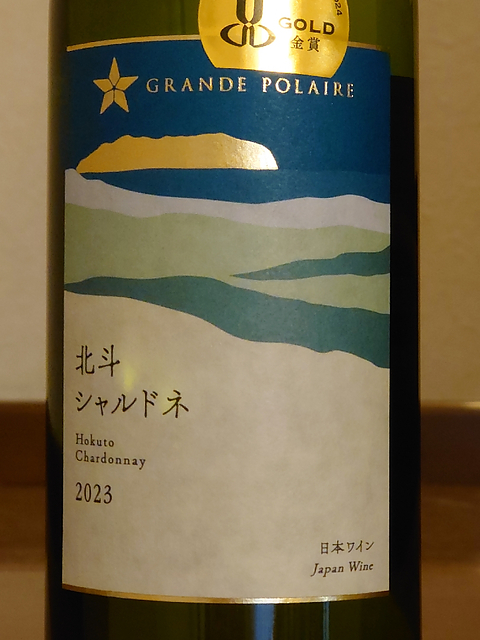 2024
GOLD
金賞
GRANDE POLAIRE
北斗
シャルドネ
Hokuto
Chardonnay
2023
日本ワイン
Japan Wine